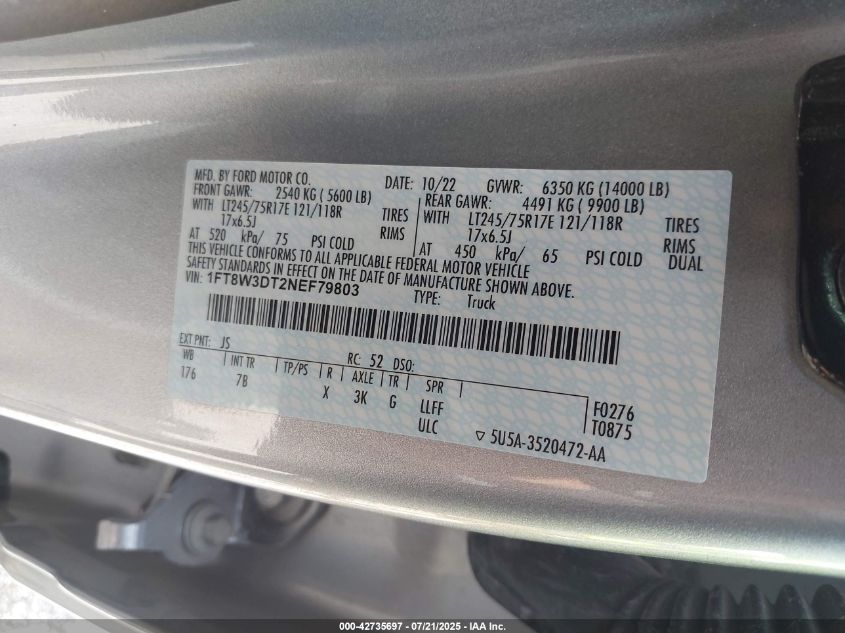 MFD. BY FORD MOTOR CO. DATE: 10/22 GVWR: 6350 KG (14000 LB)
FRONT GAWR: 2540 KG ( 5600 LB) REAR GAWR: 4491 KG ( 9900 LB)
WITH LT245/75R17E 121/118R TIRES WITH LT245/75R17E 121/118R TIRES
17x6.5J RIMS 17x6.5J RIMS
AT 520 kPa/ 75 PSI COLD AT 450 kPa/ 65 PSI COLD DUAL
THIS VEHICLE CONFORMS TO ALL APPLICABLE FEDERAL MOTOR VEHICLE
SAFETY STANDARDS IN EFFECT ON THE DATE OF MANUFACTURE SHOWN ABOVE.
VIN: 1FT8W3DT2NEF79803 TYPE: Truck
EXT PNT: JS RC: 52 DSO:
WB INT TR TP/PS R AXLE TR SPR
176 7B X 3K G LLFF F0276
ULC T0875
▽ 5U5A-3520472-AA
000-42735697 - 07/21/2025 - IAA Inc.